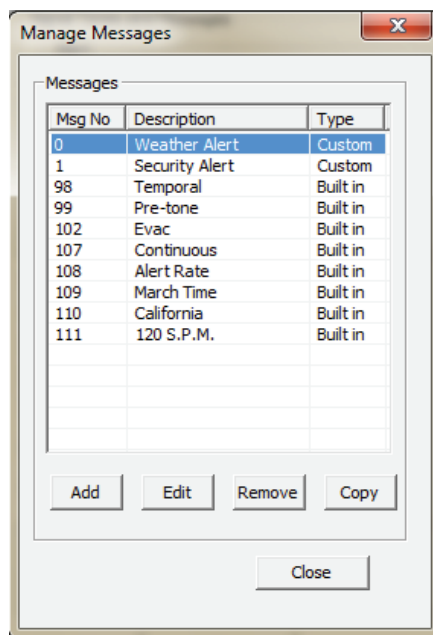 Manage Messages
X
Messages
Msg No Description Type
0 Weather Alert Custom
1 Security Alert Custom
98 Temporal Built in
99 Pre-tone Built in
102 Evac Built in
107 Continuous Built in
108 Alert Rate Built in
109 March Time Built in
110 California Built in
111 120 S.P.M. Built in
Add Edit Remove Copy
Close